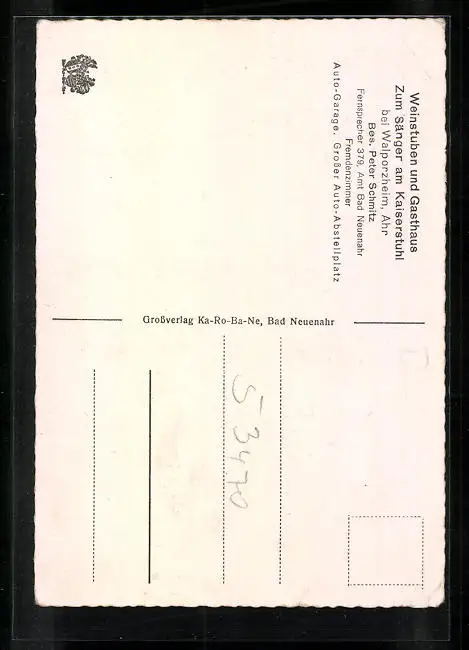 Weinstuben und Gasthaus
Zum Sänger am Kaiserstuhl
bei Walporzheim, Ahr
Bes. Peter Schmitz
Fernsprecher 379, Amt Bad Neuenahr
Fremdenzimmer
Auto-Garage. Großer Auto-Abstellplatz
Großverlag Ka-Ro-Ba-Ne, Bad Neuenahr
53470